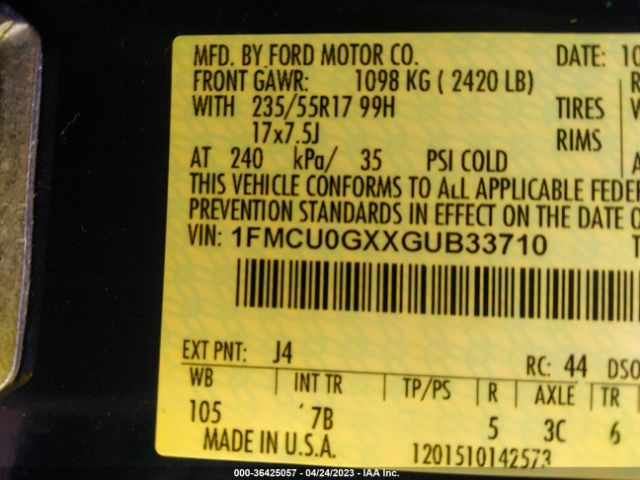 MFD. BY FORD MOTOR CO. DATE: 10
FRONT GAWR: 1098 KG ( 2420 LB)
WITH 235/55R17 99H TIRES
17x7.5J RIMS
AT 240 kPa/ 35 PSI COLD
THIS VEHICLE CONFORMS TO ALL APPLICABLE FEDER
PREVENTION STANDARDS IN EFFECT ON THE DATE O
VIN: 1FMCU0GXXGUB33710
EXT PNT: J4 RC: 44 DSO
WB INT TR TP/PS R AXLE TR
105 7B 5 3C 6
MADE IN U.S.A. 1201510142573
000-36425057 - 04/24/2023 - IAA Inc.